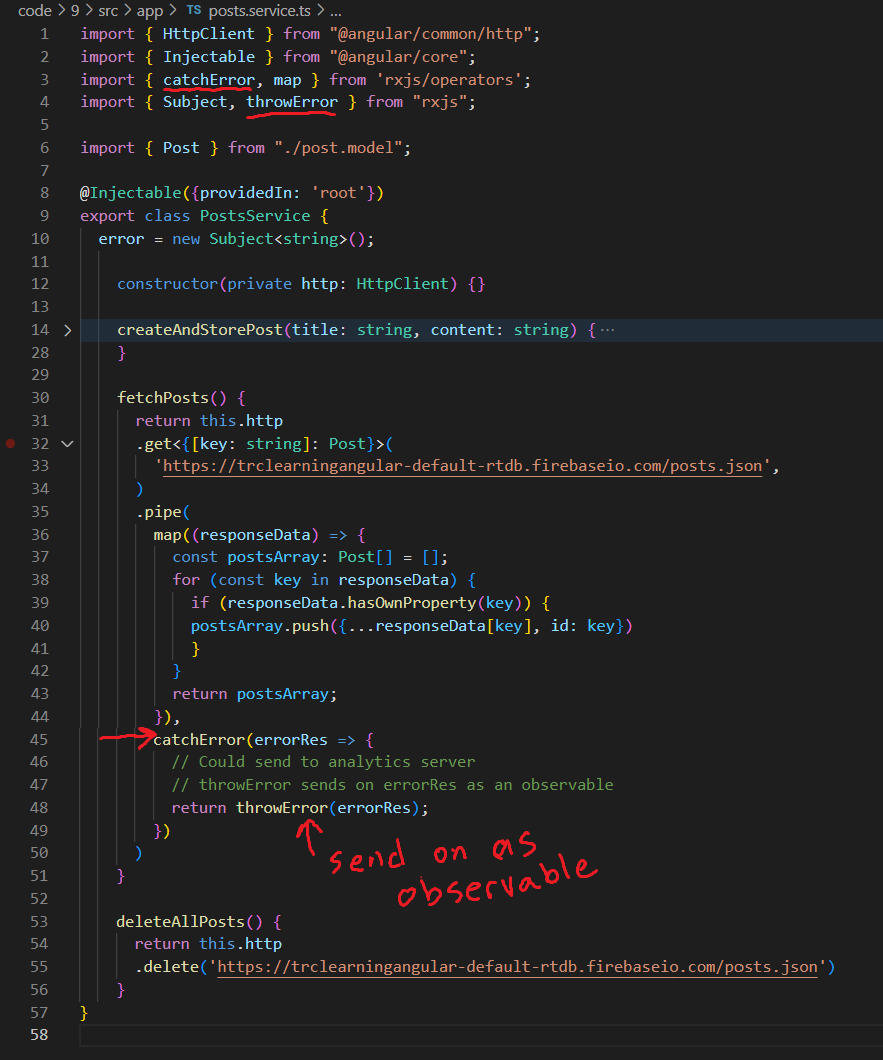 code > 9 > src > app > TS posts.service.ts > ...
1 import { HttpClient } from "@angular/common/http";
2 import { Injectable } from "@angular/core";
3 import { catchError, map } from 'rxjs/operators';
4 import { Subject, throwError } from "rxjs";
5
6 import { Post } from "./post.model";
7
8 @Injectable({providedIn: 'root'})
9 export class PostsService {
10 error = new Subject<string>();
11
12 constructor(private http: HttpClient) {}
13
14 > createAndStorePost(title: string, content: string) { ...
28 }
29
30 fetchPosts() {
31 return this.http
32 .get<{[key: string]: Post}>(
33 'https://trclearningangular-default-rtdb.firebaseio.com/posts.json',
34 )
35 .pipe(
36 map((responseData) => {
37 const postsArray: Post[] = [];
38 for (const key in responseData) {
39 if (responseData.hasOwnProperty(key)) {
40 postsArray.push({...responseData[key], id: key})
41 }
42 }
43 return postsArray;
44 }),
45 catchError(errorRes => {
46 // Could send to analytics server
47 // throwError sends on errorRes as an observable
48 return throwError(errorRes);
49 })
send on as
50 )
observable
51 }
52
53 deleteAllPosts() {
54 return this.http
55 .delete('https://trclearningangular-default-rtdb.firebaseio.com/posts.json')
56 }
57 }
58